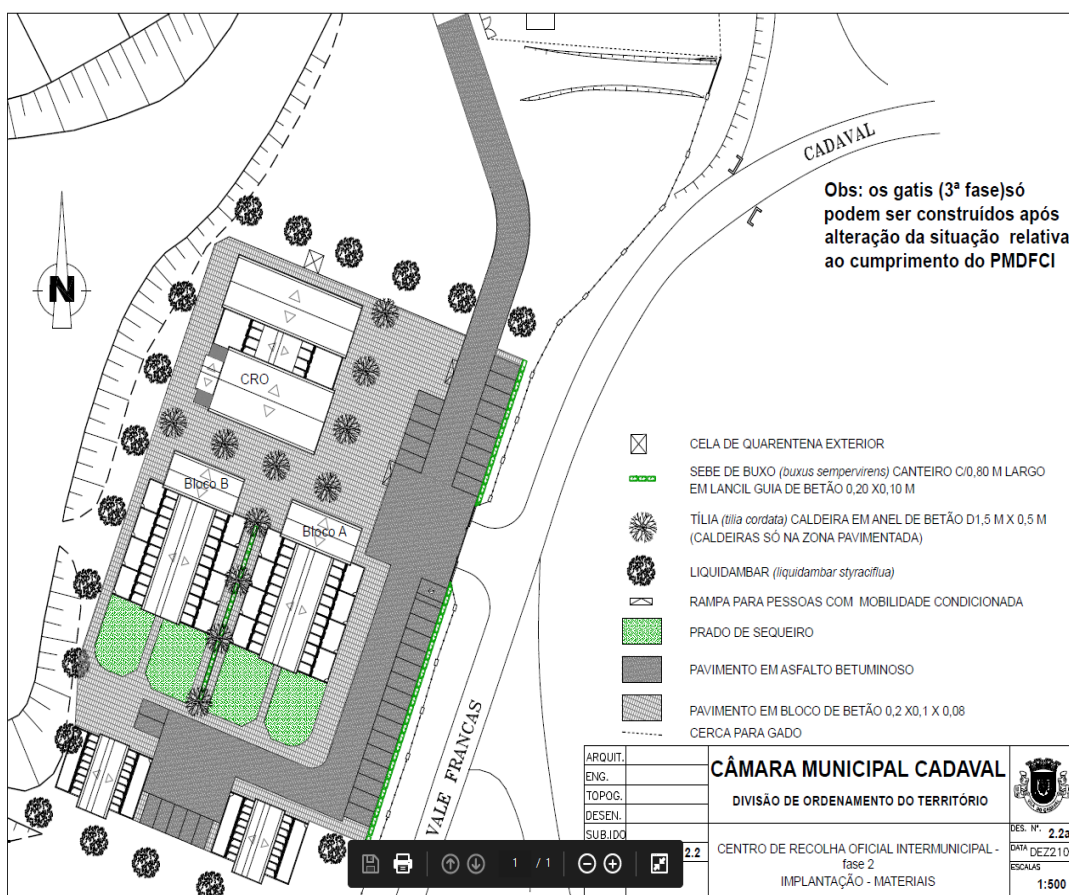 CADAVAL
Obs: os gatis (3ª fase)só
podem ser construídos após
alteração da situação relativa
ao cumprimento do PMDFCI
N
CRO
Bloco B
Bloco A
VALE FRANCAS
CELA DE QUARENTENA EXTERIOR
SEBE DE BUXO (buxus sempervirens) CANTEIRO C/0,80 M LARGO
EM LANCIL GUIA DE BETÃO 0,20 X0,10 M
TÍLIA (tilia cordata) CALDEIRA EM ANEL DE BETÃO D1,5 M X 0,5 M
(CALDEIRAS SÓ NA ZONA PAVIMENTADA)
LIQUIDAMBAR (liquidambar styraciflua)
RAMPA PARA PESSOAS COM MOBILIDADE CONDICIONADA
PRADO DE SEQUEIRO
PAVIMENTO EM ASFALTO BETUMINOSO
PAVIMENTO EM BLOCO DE BETÃO 0,2 X0,1 X 0,08
CERCA PARA GADO
ARQUIT.
ENG.
TOPOG.
DESEN.
SUB.IDO
2.2
CÂMARA MUNICIPAL CADAVAL
DIVISÃO DE ORDENAMENTO DO TERRITÓRIO
CENTRO DE RECOLHA OFICIAL INTERMUNICIPAL -
fase 2
IMPLANTAÇÃO - MATERIAIS
DES. Nº. 2.2a
DATA DEZ210
ESCALAS
1:500
1 / 1